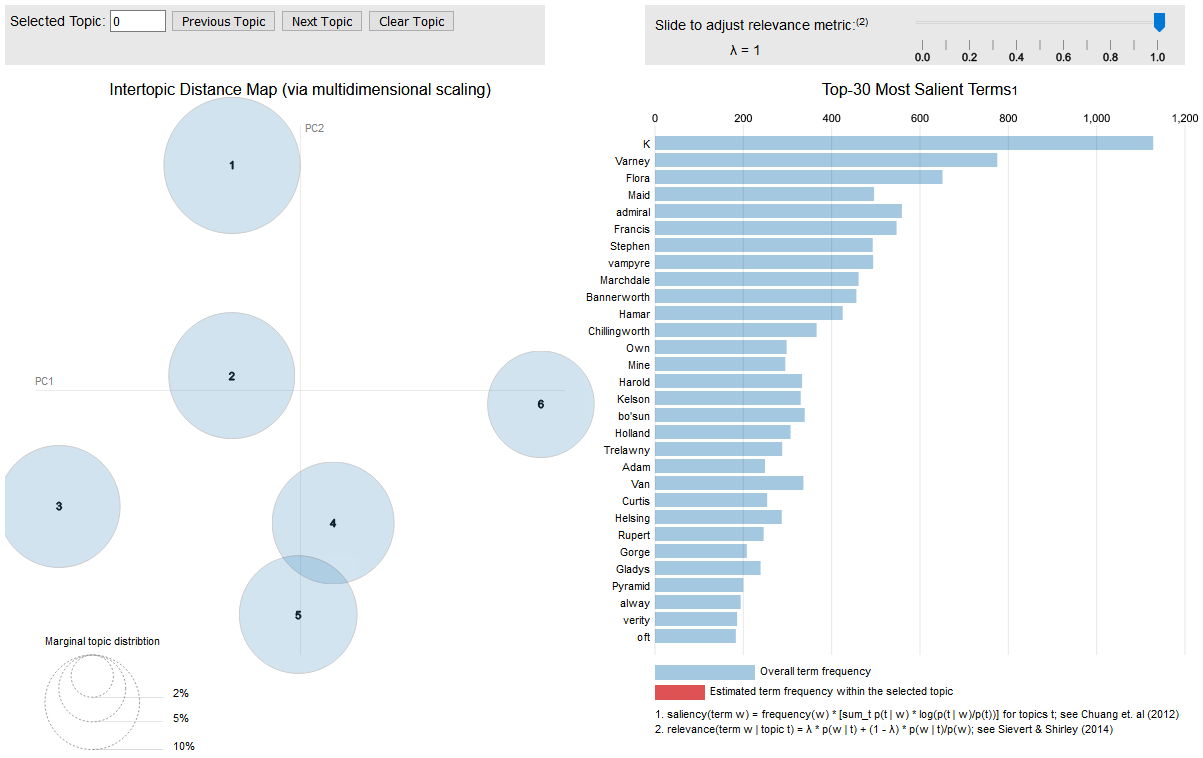 Selected Topic: 0 Previous Topic Next Topic Clear Topic
Slide to adjust relevance metric:(2)
λ = 1
0.0 0.2 0.4 0.6 0.8 1.0
Intertopic Distance Map (via multidimensional scaling)
PC2
PC1
1
2
6
3
4
5
Marginal topic distribtion
2%
5%
10%
Top-30 Most Salient Terms1
0 200 400 600 800 1,000 1,200
K
Varney
Flora
Maid
admiral
Francis
Stephen
vampyre
Marchdale
Bannerworth
Hamar
Chillingworth
Own
Mine
Harold
Kelson
bo'sun
Holland
Trelawny
Adam
Van
Curtis
Helsing
Rupert
Gorge
Gladys
Pyramid
alway
verity
oft
Overall term frequency
Estimated term frequency within the selected topic
1. saliency(term w) = frequency(w) * [sum_t p(t | w) * log(p(t | w)/p(t))] for topics t; see Chuang et. al (2012)
2. relevance(term w | topic t) = λ * p(w | t) + (1 - λ) * p(w | t)/p(w); see Sievert & Shirley (2014)